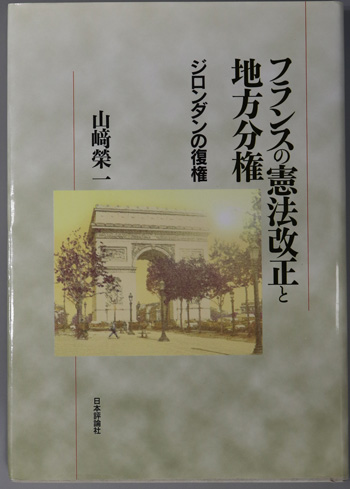 フランスの憲法改正と
地方分権
ジロンダンの復権
山﨑榮一
日本評論社